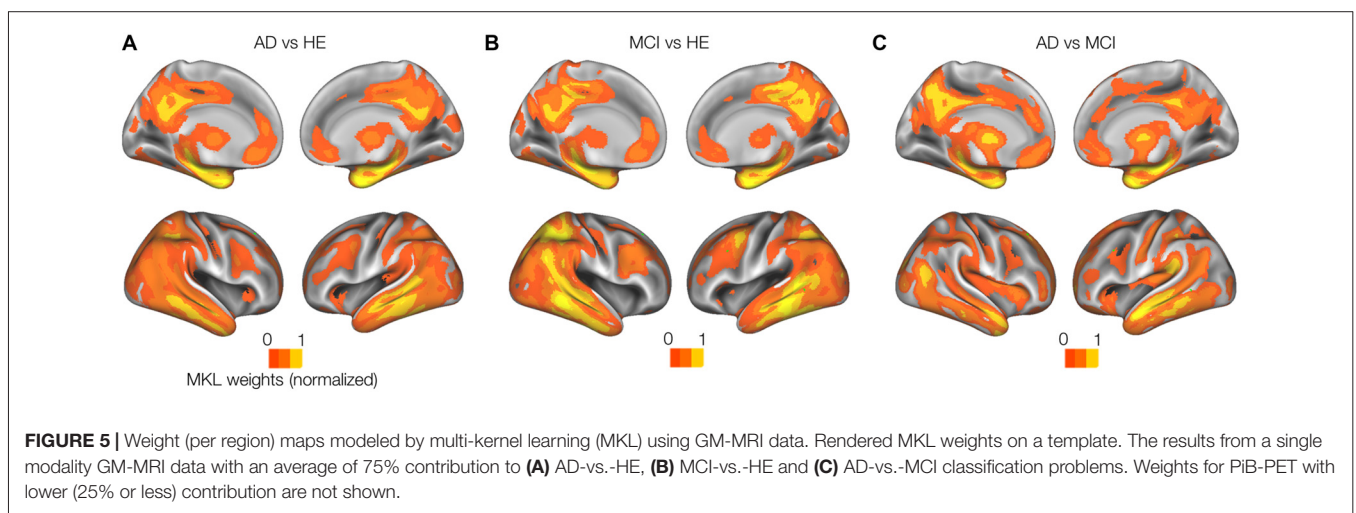 A AD vs HE
B MCI vs HE
C AD vs MCI
0 1
MKL weights (normalized)
0 1
0 1
FIGURE 5 | Weight (per region) maps modeled by multi-kernel learning (MKL) using GM-MRI data. Rendered MKL weights on a template. The results from a single
modality GM-MRI data with an average of 75% contribution to (A) AD-vs.-HE, (B) MCI-vs.-HE and (C) AD-vs.-MCI classification problems. Weights for PiB-PET with
lower (25% or less) contribution are not shown.